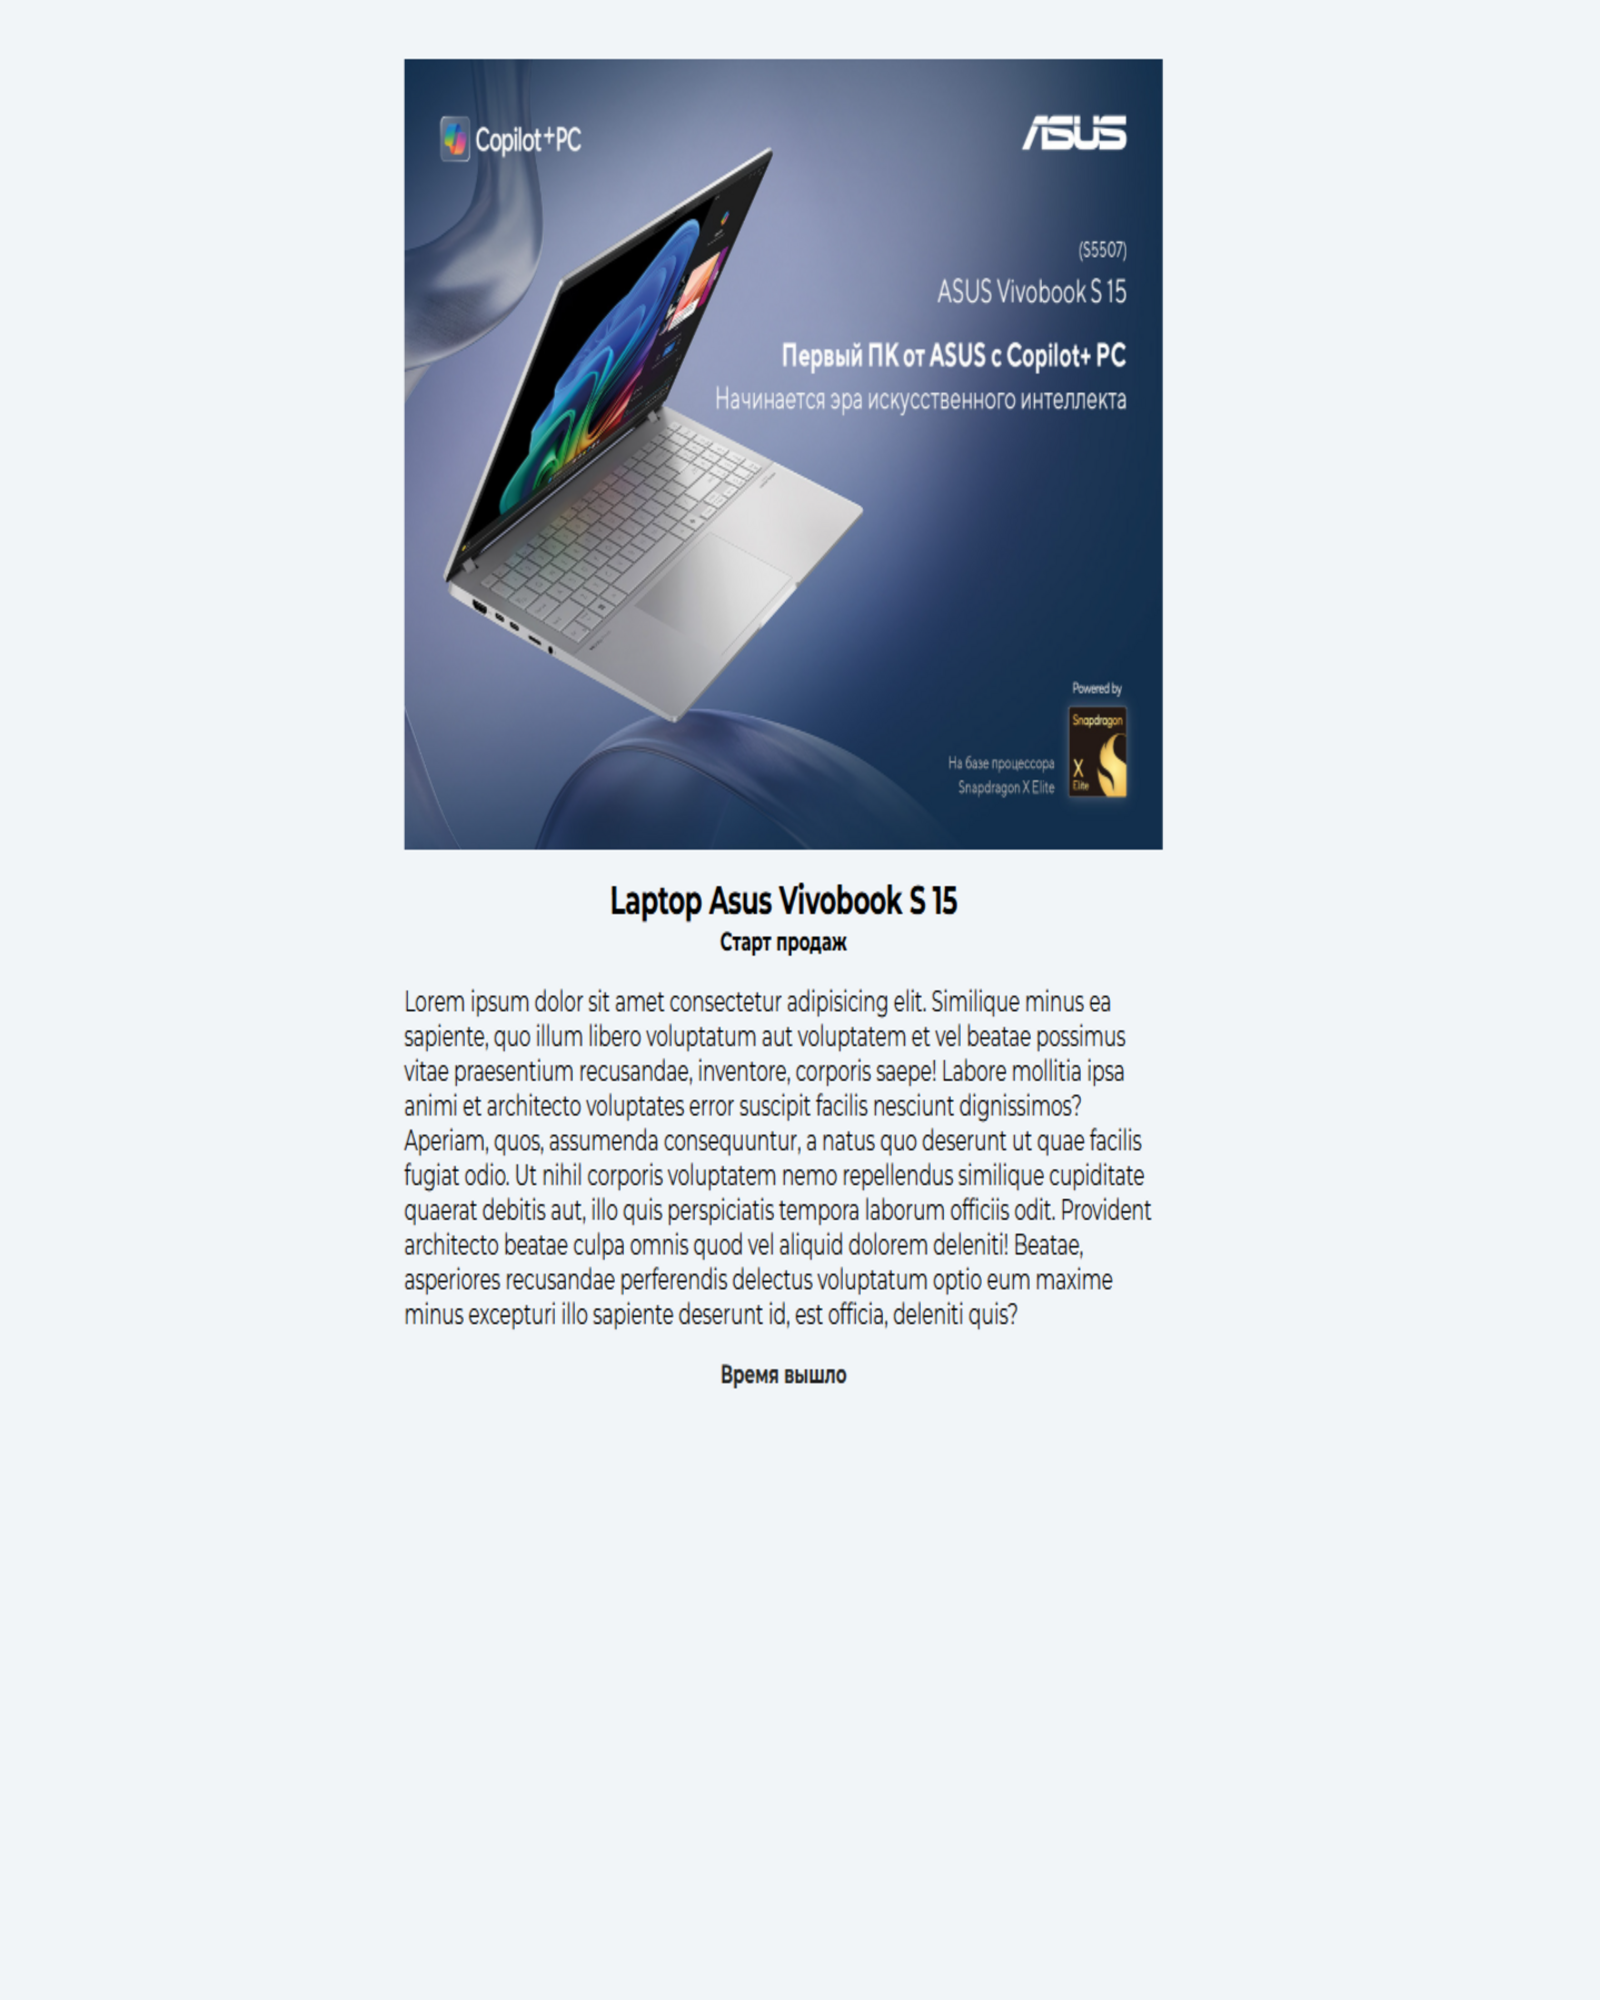 Copilot+PC
ASUS
(S5507)
ASUS Vivobook S 15
Первый ПК от ASUS с Copilot+ PC
Начинается эра искусственного интеллекта
Powered by
Snapdragon
X
Elite
На базе процессора
Snapdragon X Elite
Laptop Asus Vivobook S 15
Старт продаж
Lorem ipsum dolor sit amet consectetur adipisicing elit. Similique minus ea
sapiente, quo illum libero voluptatum aut voluptatem et vel beatae possimus
vitae praesentium recusandae, inventore, corporis saepe! Labore mollitia ipsa
animi et architecto voluptates error suscipit facilis nesciunt dignissimos?
Aperiam, quos, assumenda consequuntur, a natus quo deserunt ut quae facilis
fugiat odio. Ut nihil corporis voluptatem nemo repellendus similique cupiditate
quaerat debitis aut, illo quis perspiciatis tempora laborum officiis odit. Provident
architecto beatae culpa omnis quod vel aliquid dolorem deleniti! Beatae,
asperiores recusandae perferendis delectus voluptatum optio eum maxime
minus excepturi illo sapiente deserunt id, est officia, deleniti quis?
Время вышло